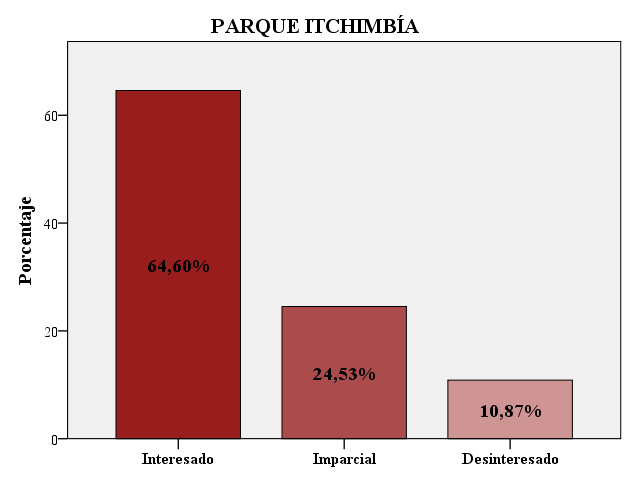 PARQUE ITCHIMBÍA
Porcentaje
60
40
20
0
64,60%
24,53%
10,87%
Interesado
Imparcial
Desinteresado